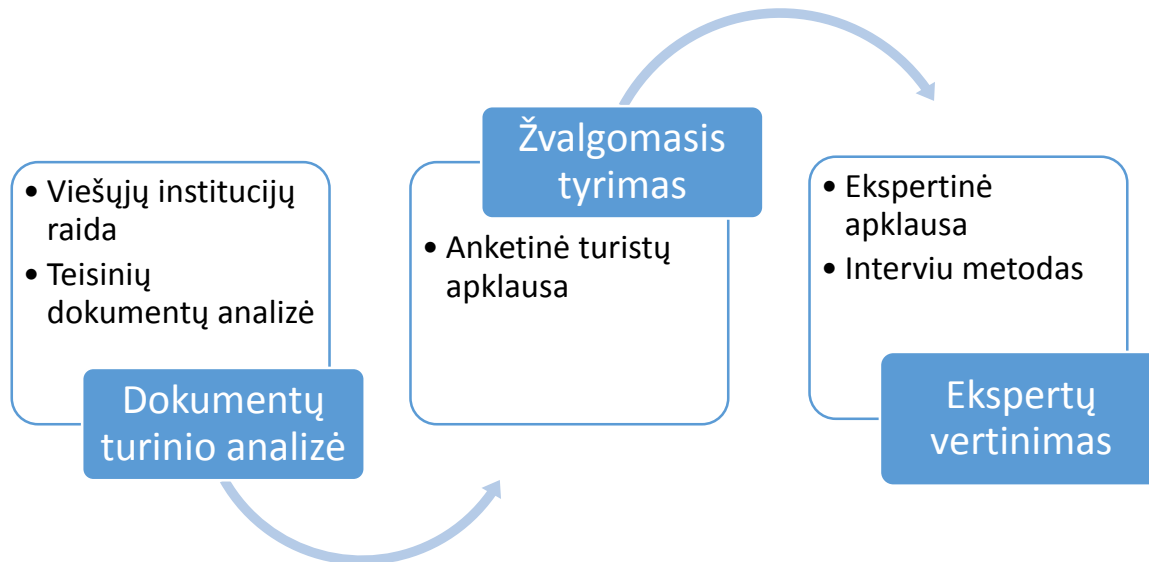 • Viešųjų institucijų
raida
• Teisinių
dokumentų analizė
Dokumentų
turinio analizė
Žvalgomasis
tyrimas
• Anketinė turistų
apklausa
• Ekspertinė
apklausa
• Interviu metodas
Ekspertų
vertinimas